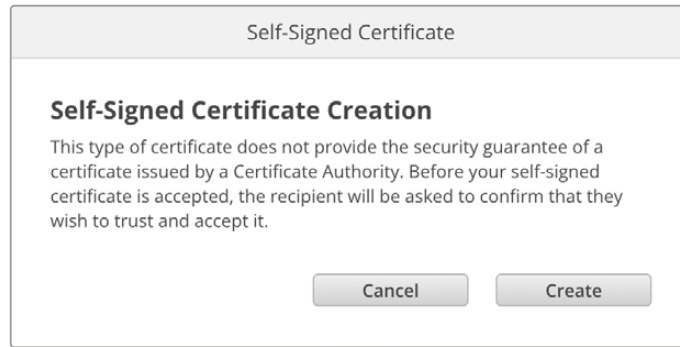 Self-Signed Certificate
Self-Signed Certificate Creation
This type of certificate does not provide the security guarantee of a
certificate issued by a Certificate Authority. Before your self-signed
certificate is accepted, the recipient will be asked to confirm that they
wish to trust and accept it.
Cancel Create